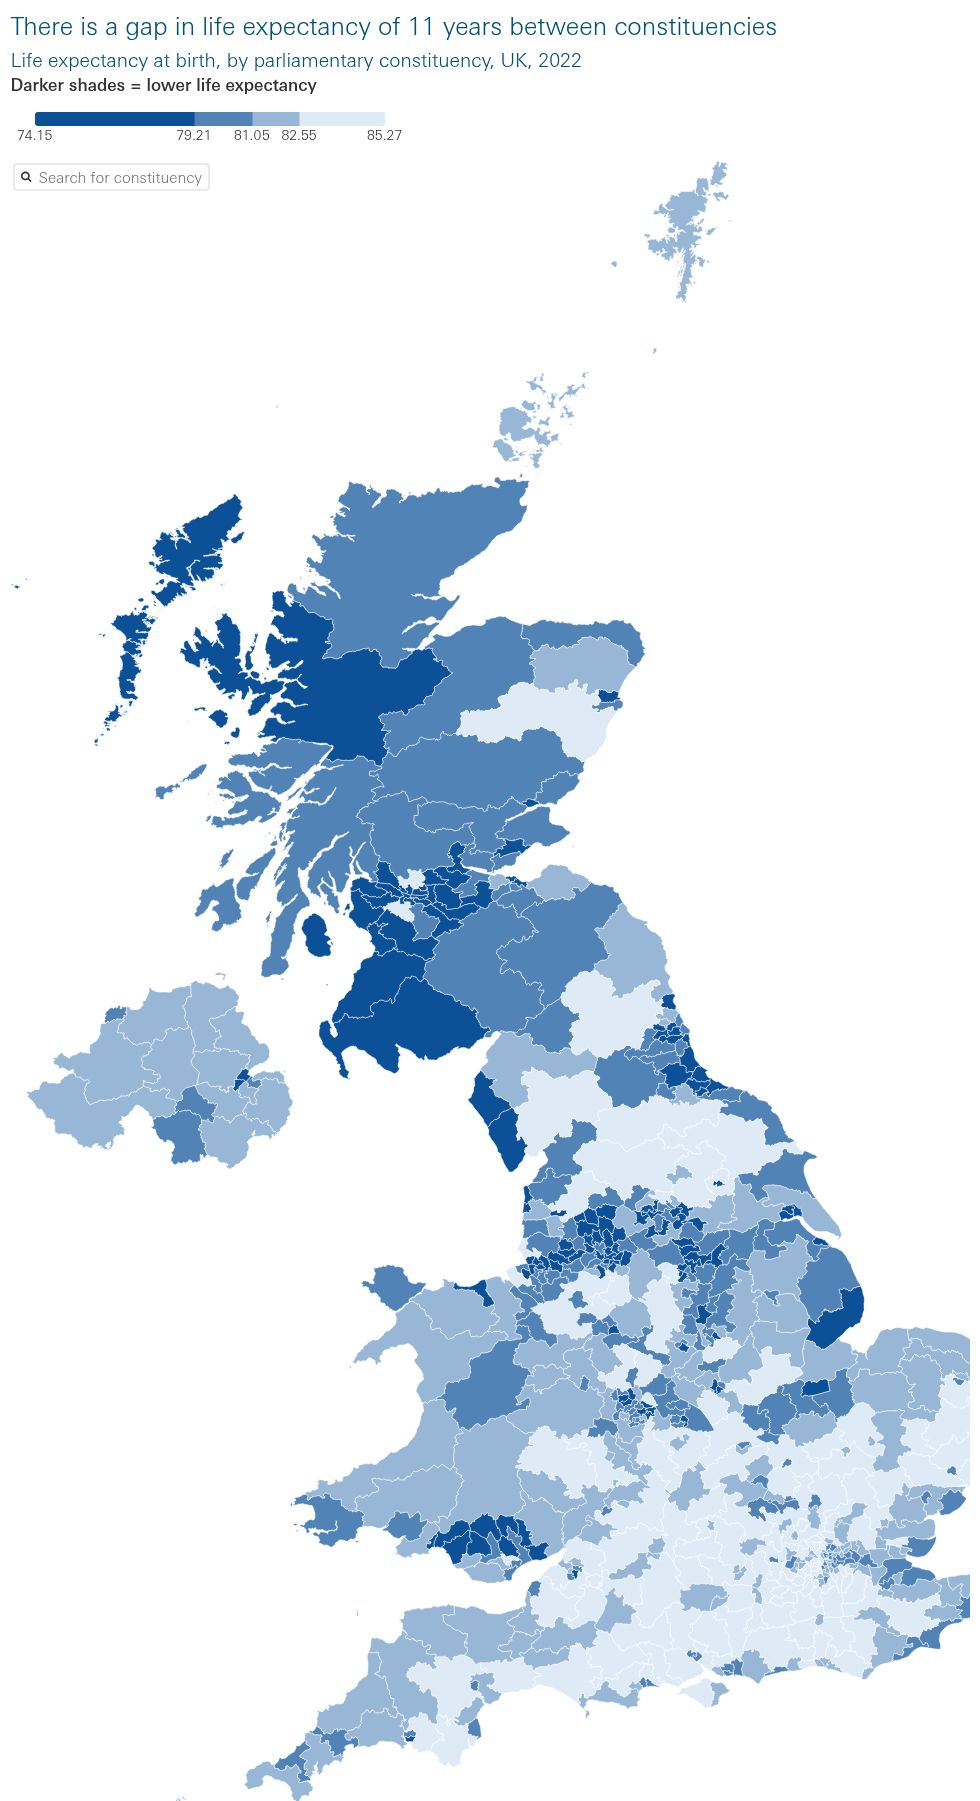 There is a gap in life expectancy of 11 years between constituencies
Life expectancy at birth, by parliamentary constituency, UK, 2022
Darker shades = lower life expectancy
74.15 79.21 81.05 82.55 85.27
Search for constituency